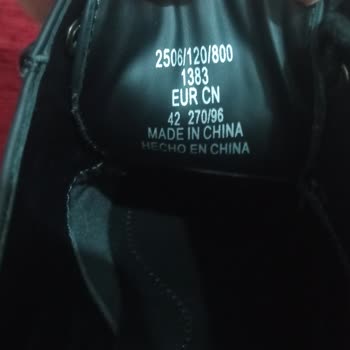 2506/120/800
1383
EUR CN
42 270/96
MADE IN CHINA
HECHO EN CHINA